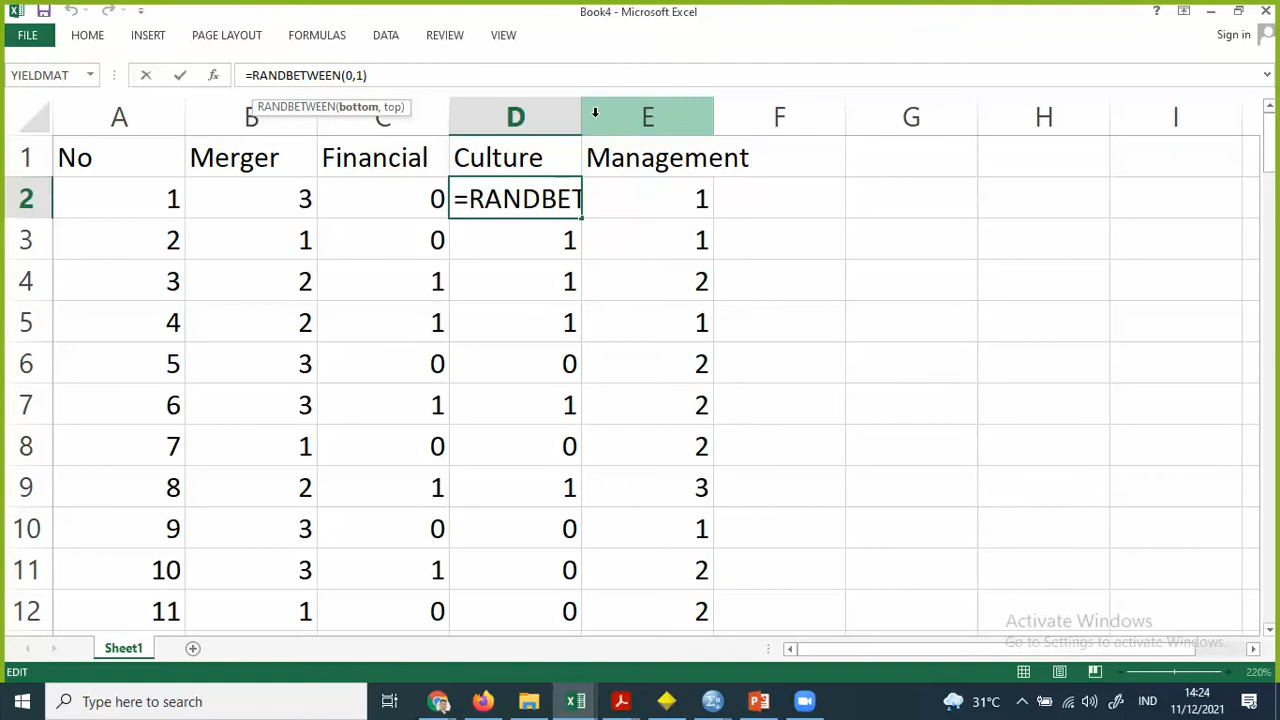 Book4 - Microsoft Excel
FILE HOME INSERT PAGE LAYOUT FORMULAS DATA REVIEW VIEW Sign in
YIELDMAT fx =RANDBETWEEN(0,1)
RANDBETWEEN(bottom, top)
A B C D E F G H I
1 No Merger Financial Culture Management
2 1 3 0 =RANDBET 1
3 2 1 0 1 1
4 3 2 1 1 2
5 4 2 1 1 1
6 5 3 0 0 2
7 6 3 1 1 2
8 7 1 0 0 2
9 8 2 1 1 3
10 9 3 0 0 1
11 10 3 1 0 2
12 11 1 0 0 2
Activate Windows
Go to Settings to activate Windows.
Sheet1
EDIT 220%
Type here to search 31°C IND 14:24
11/12/2021